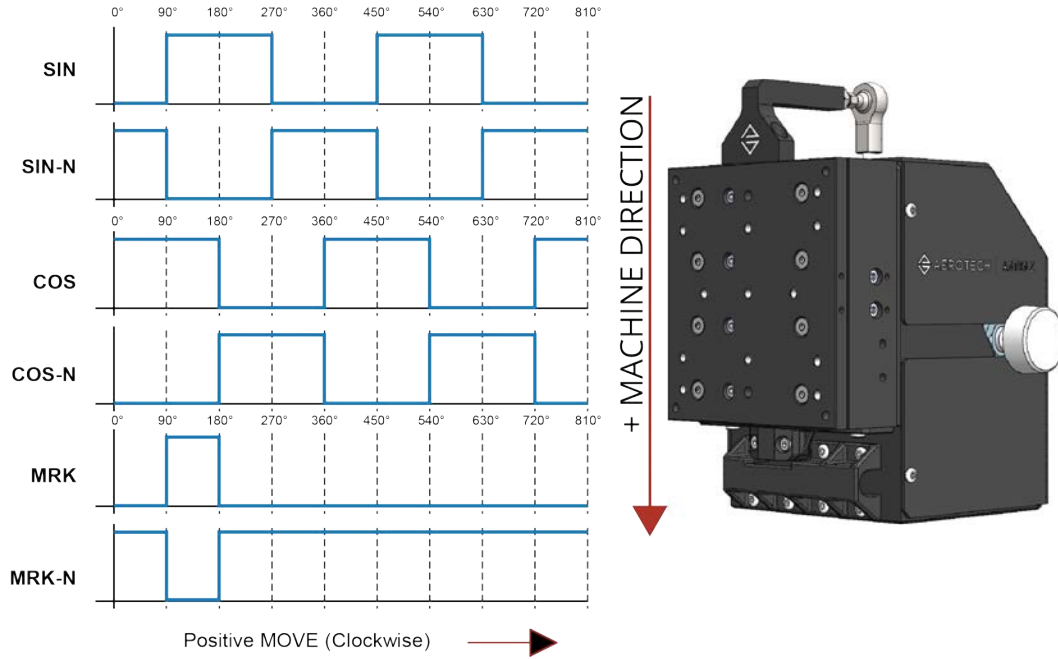 0° 90° 180° 270° 360° 450° 540° 630° 720° 810°
SIN
SIN-N
0° 90° 180° 270° 360° 450° 540° 630° 720° 810°
COS
COS-N
0° 90° 180° 270° 360° 450° 540° 630° 720° 810°
MRK
MRK-N
Positive MOVE (Clockwise)
+ MACHINE DIRECTION
AEROTECH